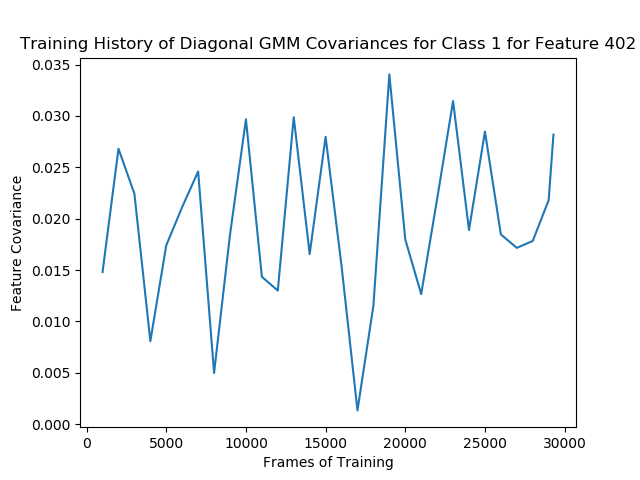 Training History of Diagonal GMM Covariances for Class 1 for Feature 402
0.035
0.030
0.025
0.020
0.015
0.010
0.005
0.000
Feature Covariance
0 5000 10000 15000 20000 25000 30000
Frames of Training